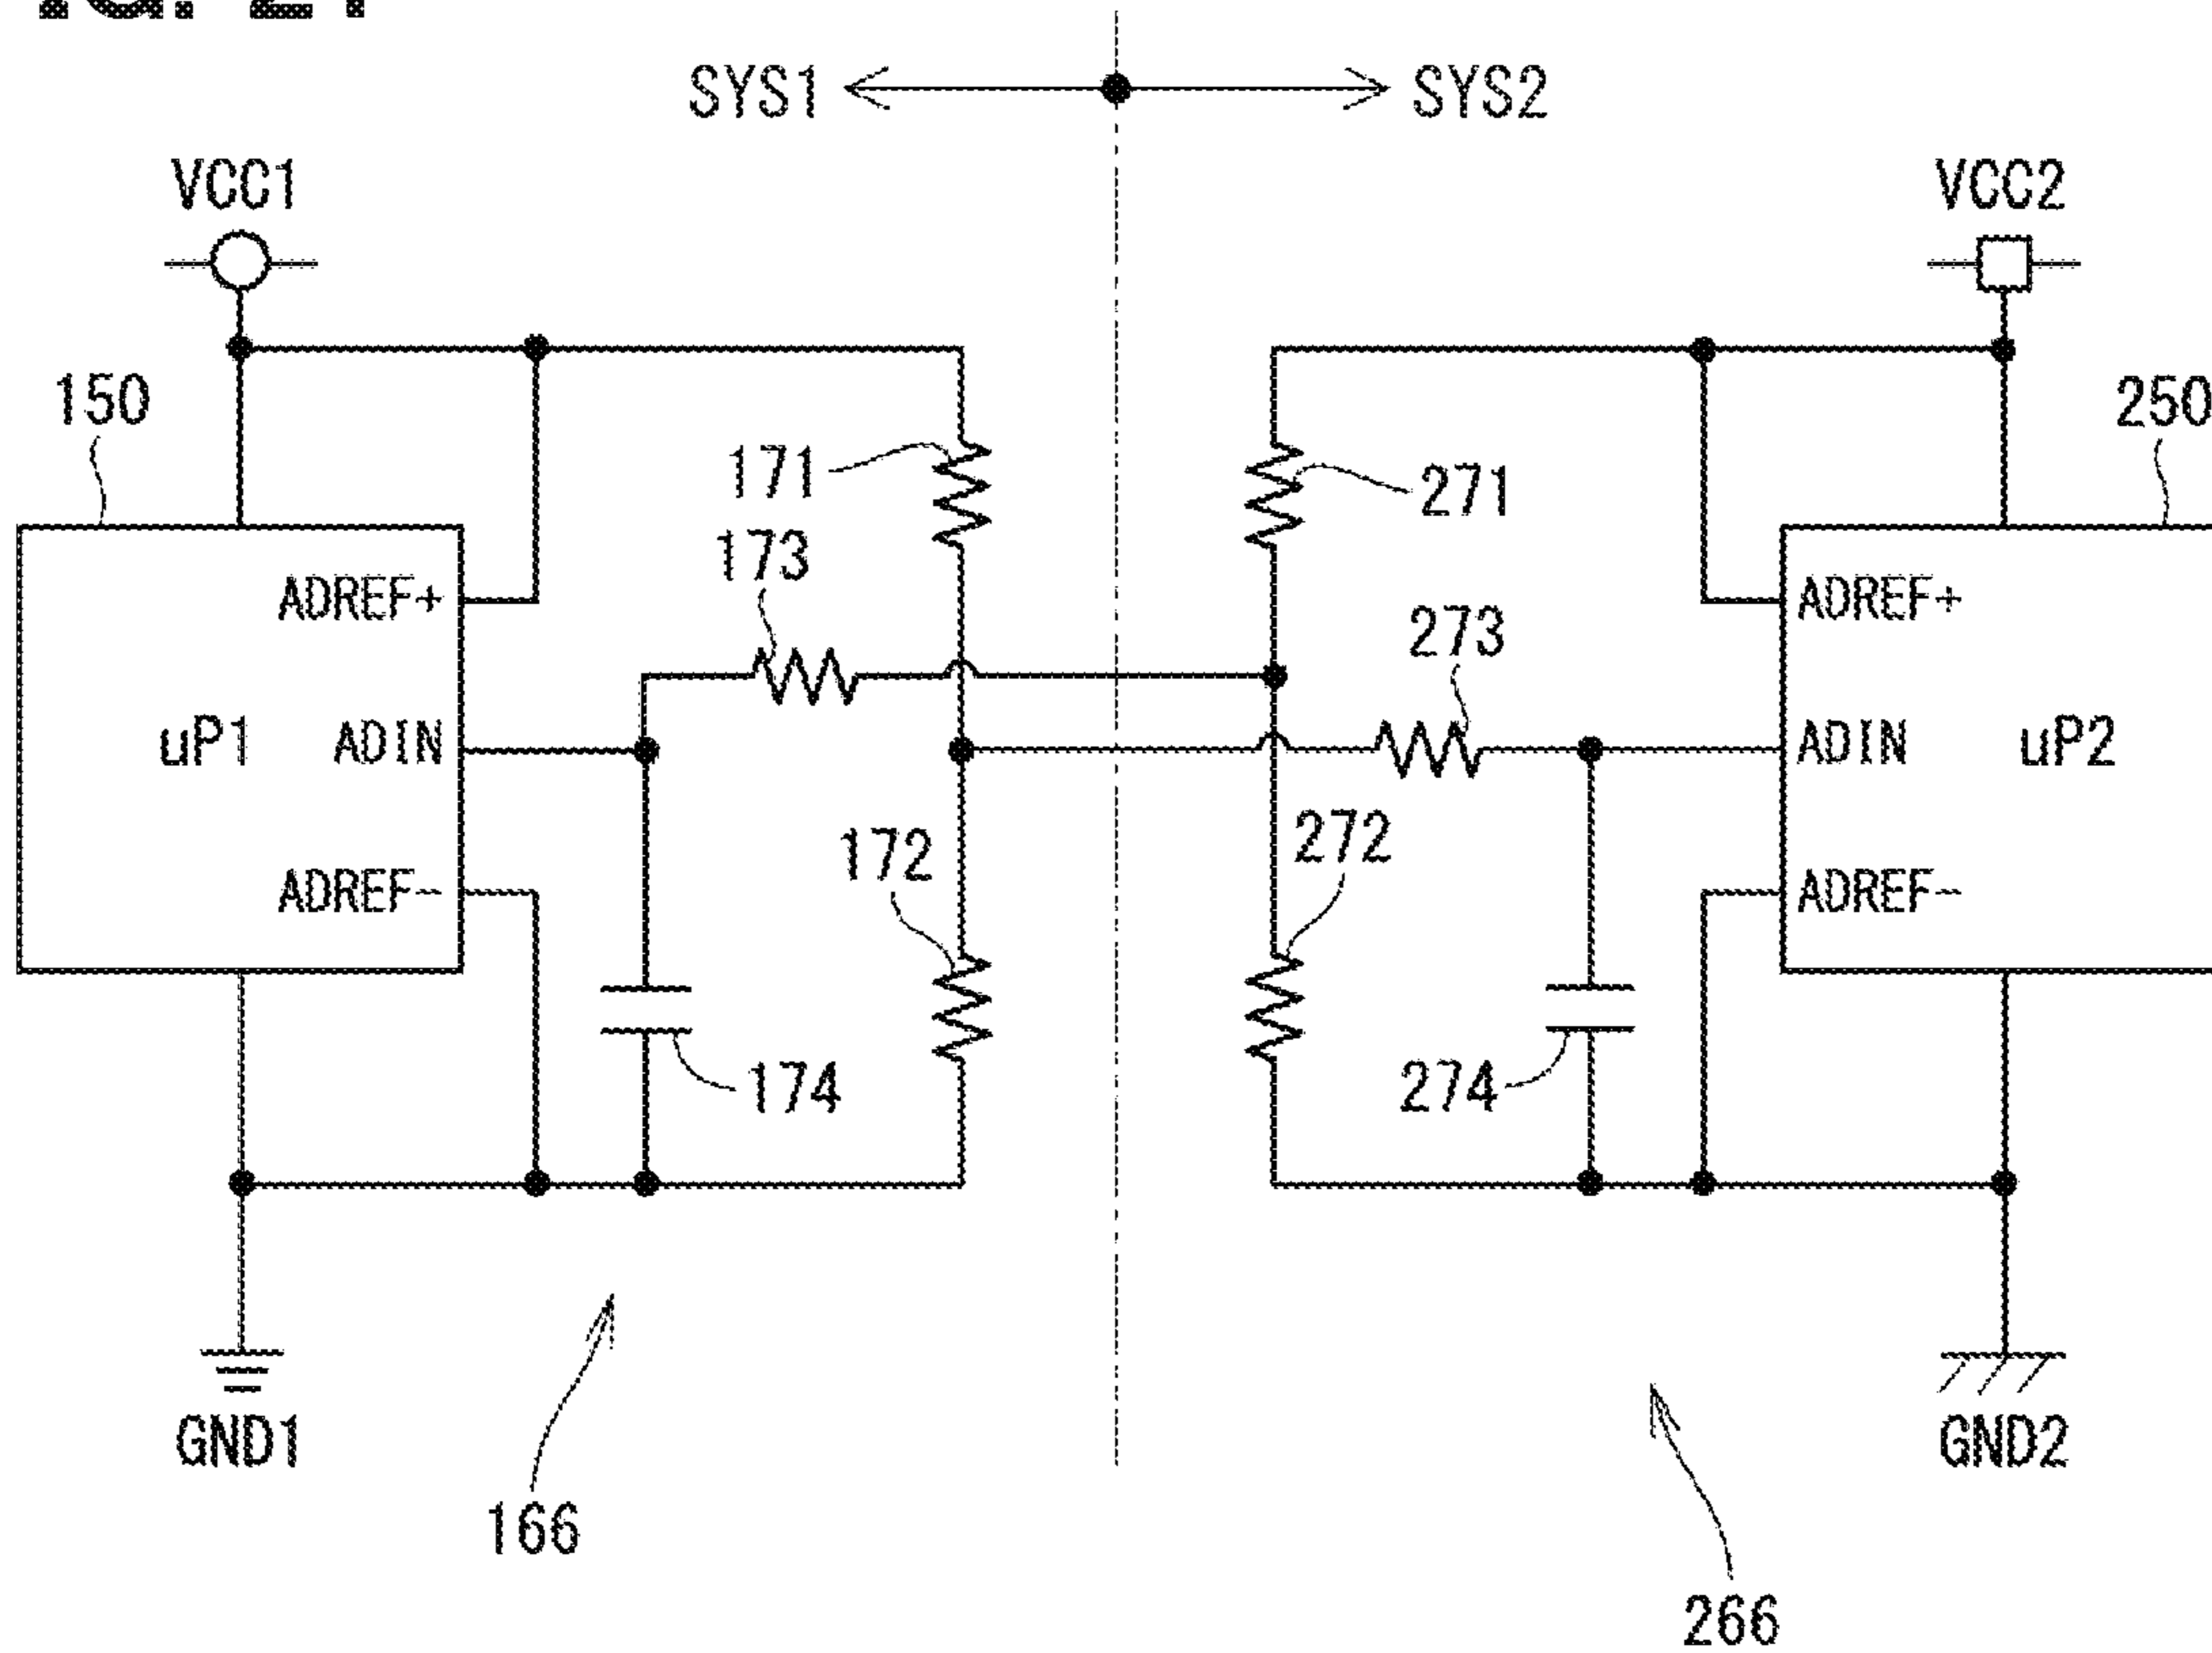 SYS1 SYS2
VCC1 VCC2
150 250
171 271
173 273
ADREF+ ADREF+
uP1 ADIN ADIN uP2
172 272
ADREF- ADREF-
174 274
GND1 GND2
166
266